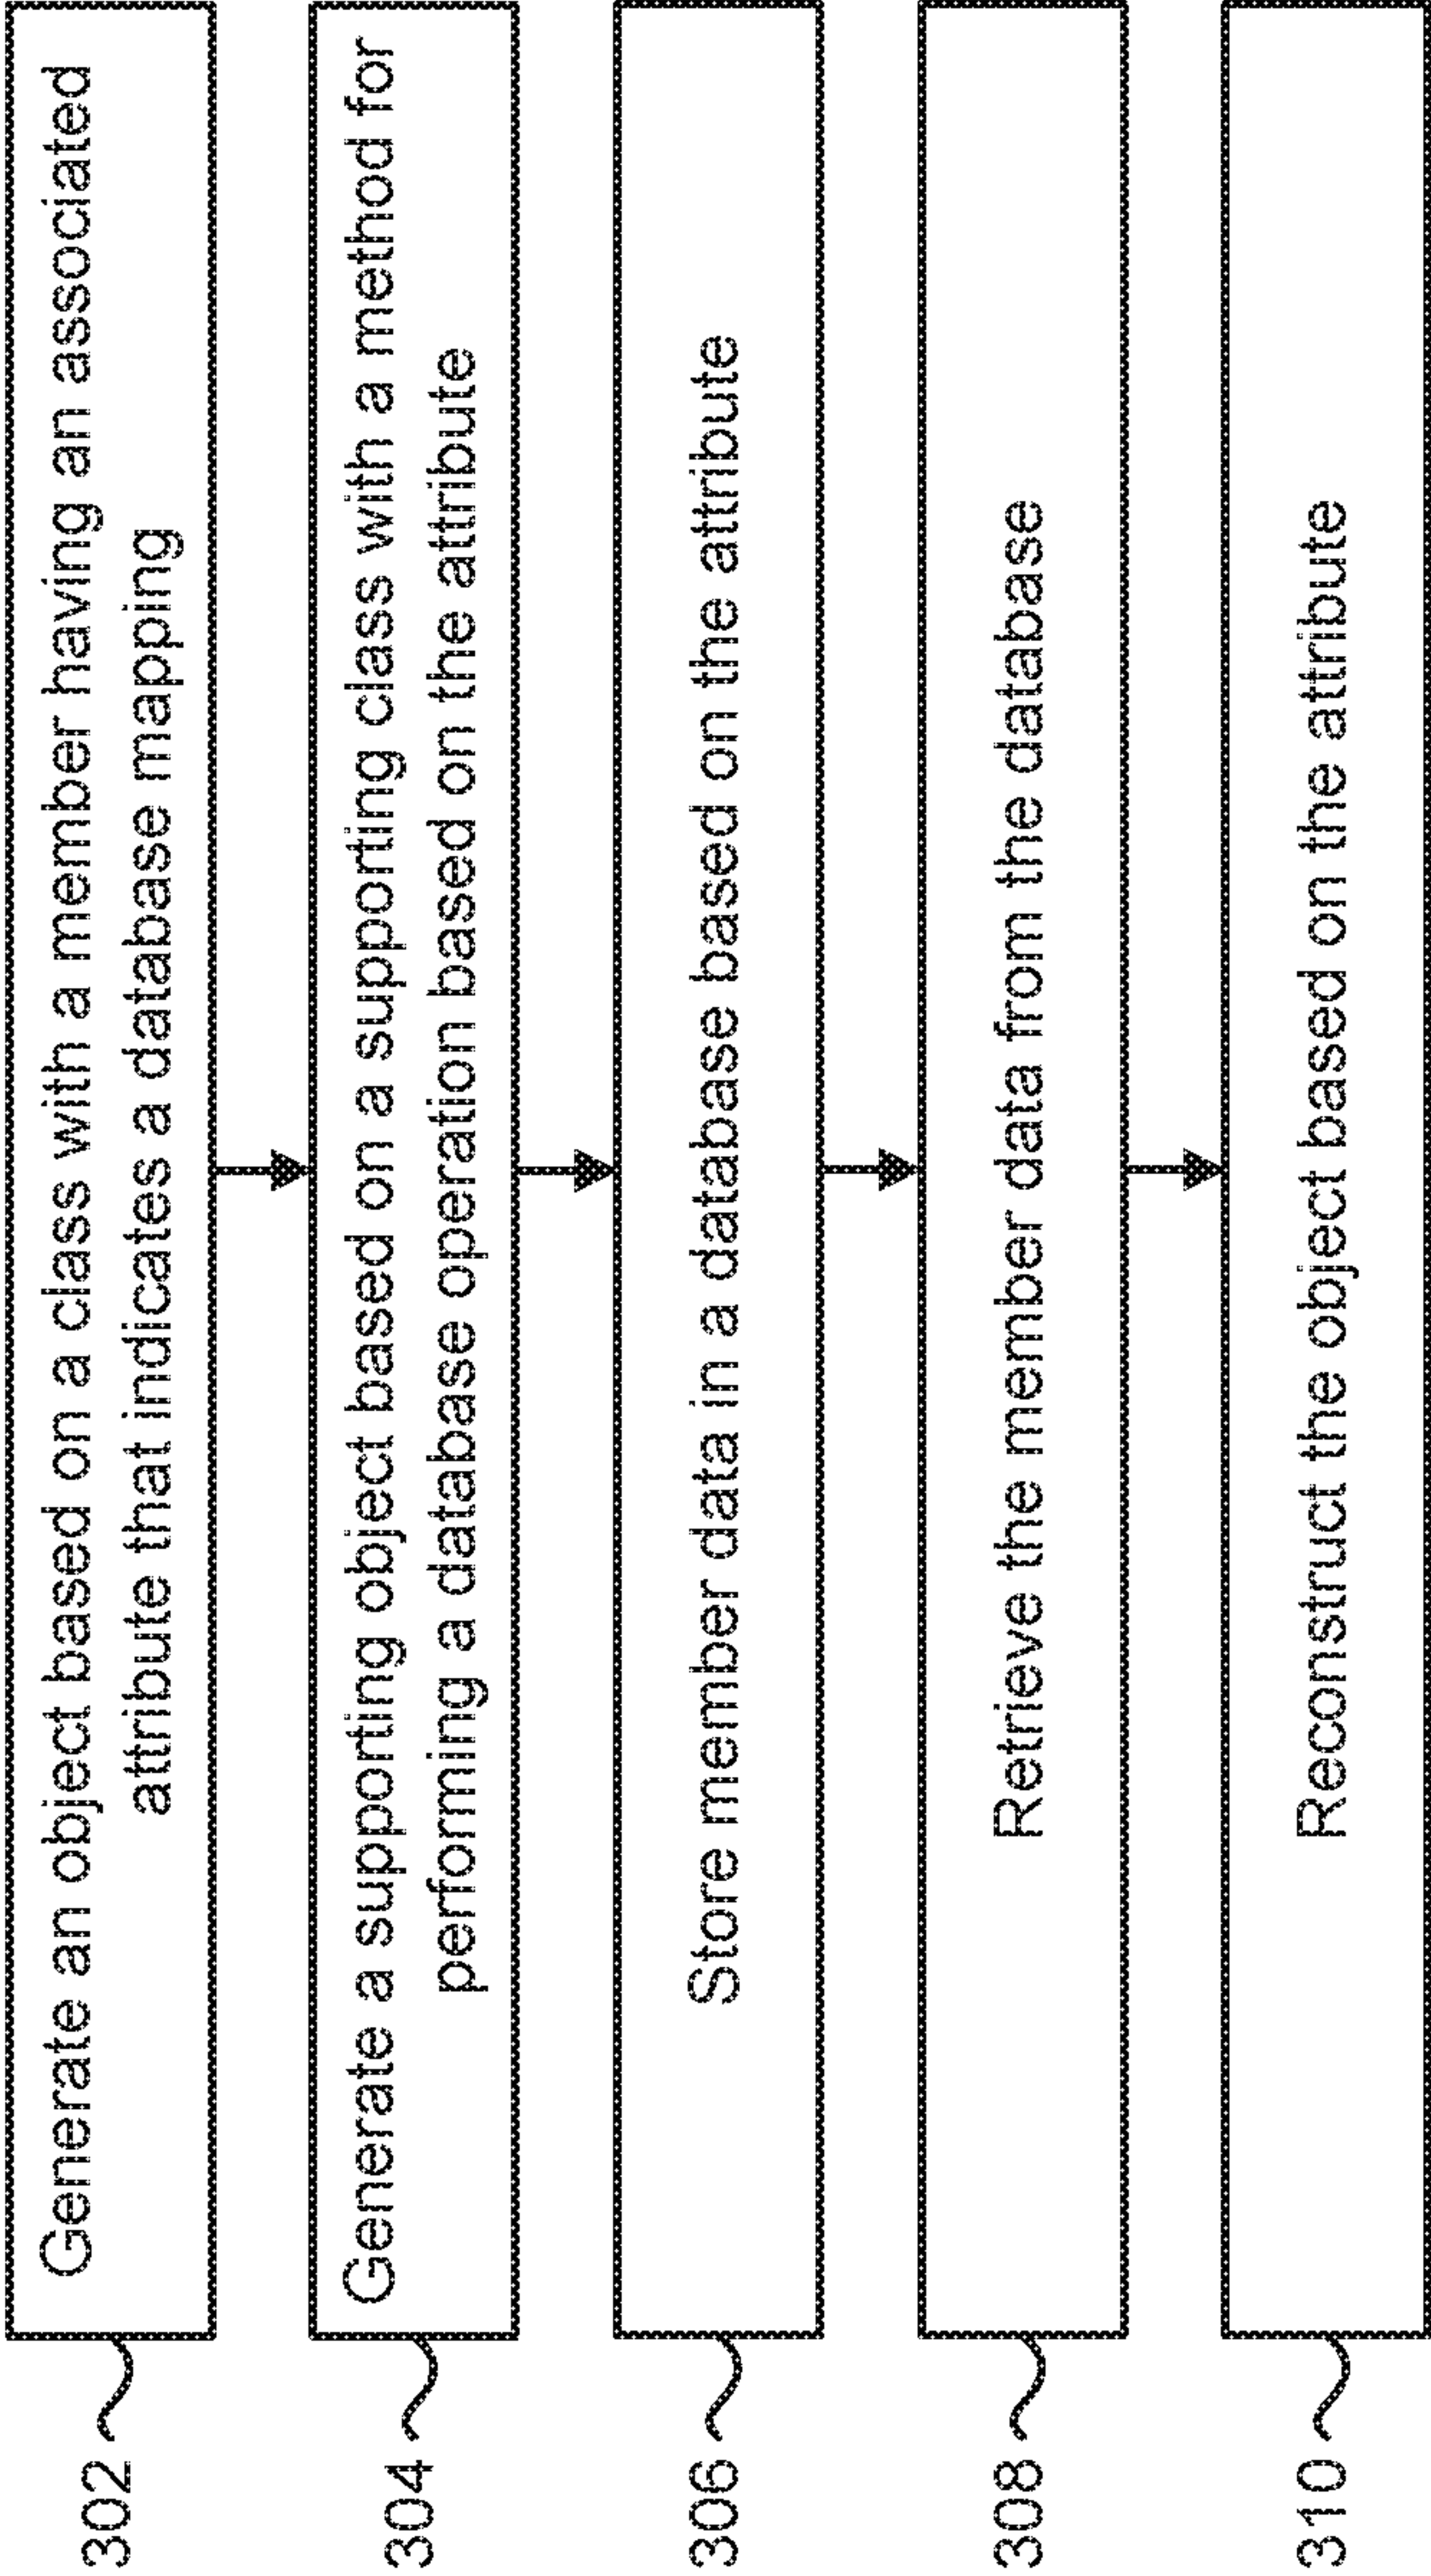 302
Generate an object based on a class with a member having an associated
attribute that indicates a database mapping
304
Generate a supporting object based on a supporting class with a method for
performing a database operation based on the attribute
306
Store member data in a database based on the attribute
308
Retrieve the member data from the database
310
Reconstruct the object based on the attribute